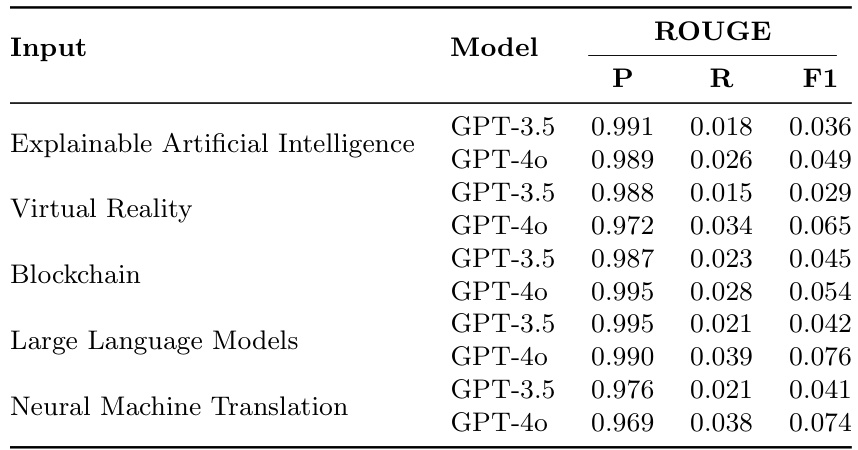 Input Model ROUGE
P R F1
Explainable Artificial Intelligence GPT-3.5 0.991 0.018 0.036
GPT-4o 0.989 0.026 0.049
Virtual Reality GPT-3.5 0.988 0.015 0.029
GPT-4o 0.972 0.034 0.065
Blockchain GPT-3.5 0.987 0.023 0.045
GPT-4o 0.995 0.028 0.054
Large Language Models GPT-3.5 0.995 0.021 0.042
GPT-4o 0.990 0.039 0.076
Neural Machine Translation GPT-3.5 0.976 0.021 0.041
GPT-4o 0.969 0.038 0.074